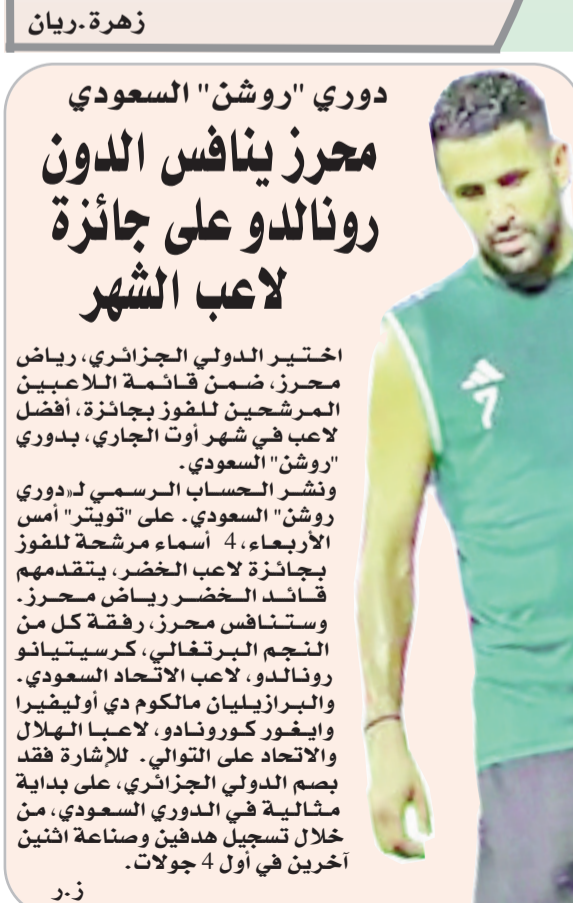 زهرة.ريان
دوري "روشن" السعودي
محرز ينافس الدون
رونالدو على جائزة
لاعب الشهر
اختير الدولي الجزائري، رياض
محرز، ضمن قائمة اللاعبين
المرشحين للفوز بجائزة، أفضل
لاعب في شهر أوت الجاري، بدوري
"روشن" السعودي.
ونشر الحساب الرسمي لـ«دوري
روشن" السعودي. على "تويتر" أمس
الأربعاء، 4 أسماء مرشحة للفوز
بجائزة لاعب الخضر، يتقدمهم
قائد الخضر رياض محرز.
وستنافس محرز، رفقة كل من
النجم البرتغالي، كرسيتيانو
رونالدو، لاعب الاتحاد السعودي.
والبرازيليان مالكوم دي أوليفيرا
وايغور كورونادو، لاعبا الهلال
والاتحاد على التوالي. للإشارة فقد
بصم الدولي الجزائري، على بداية
مثالية في الدوري السعودي، من
خلال تسجيل هدفين وصناعة اثنين
آخرين في أول 4 جولات.
ز.ر
7